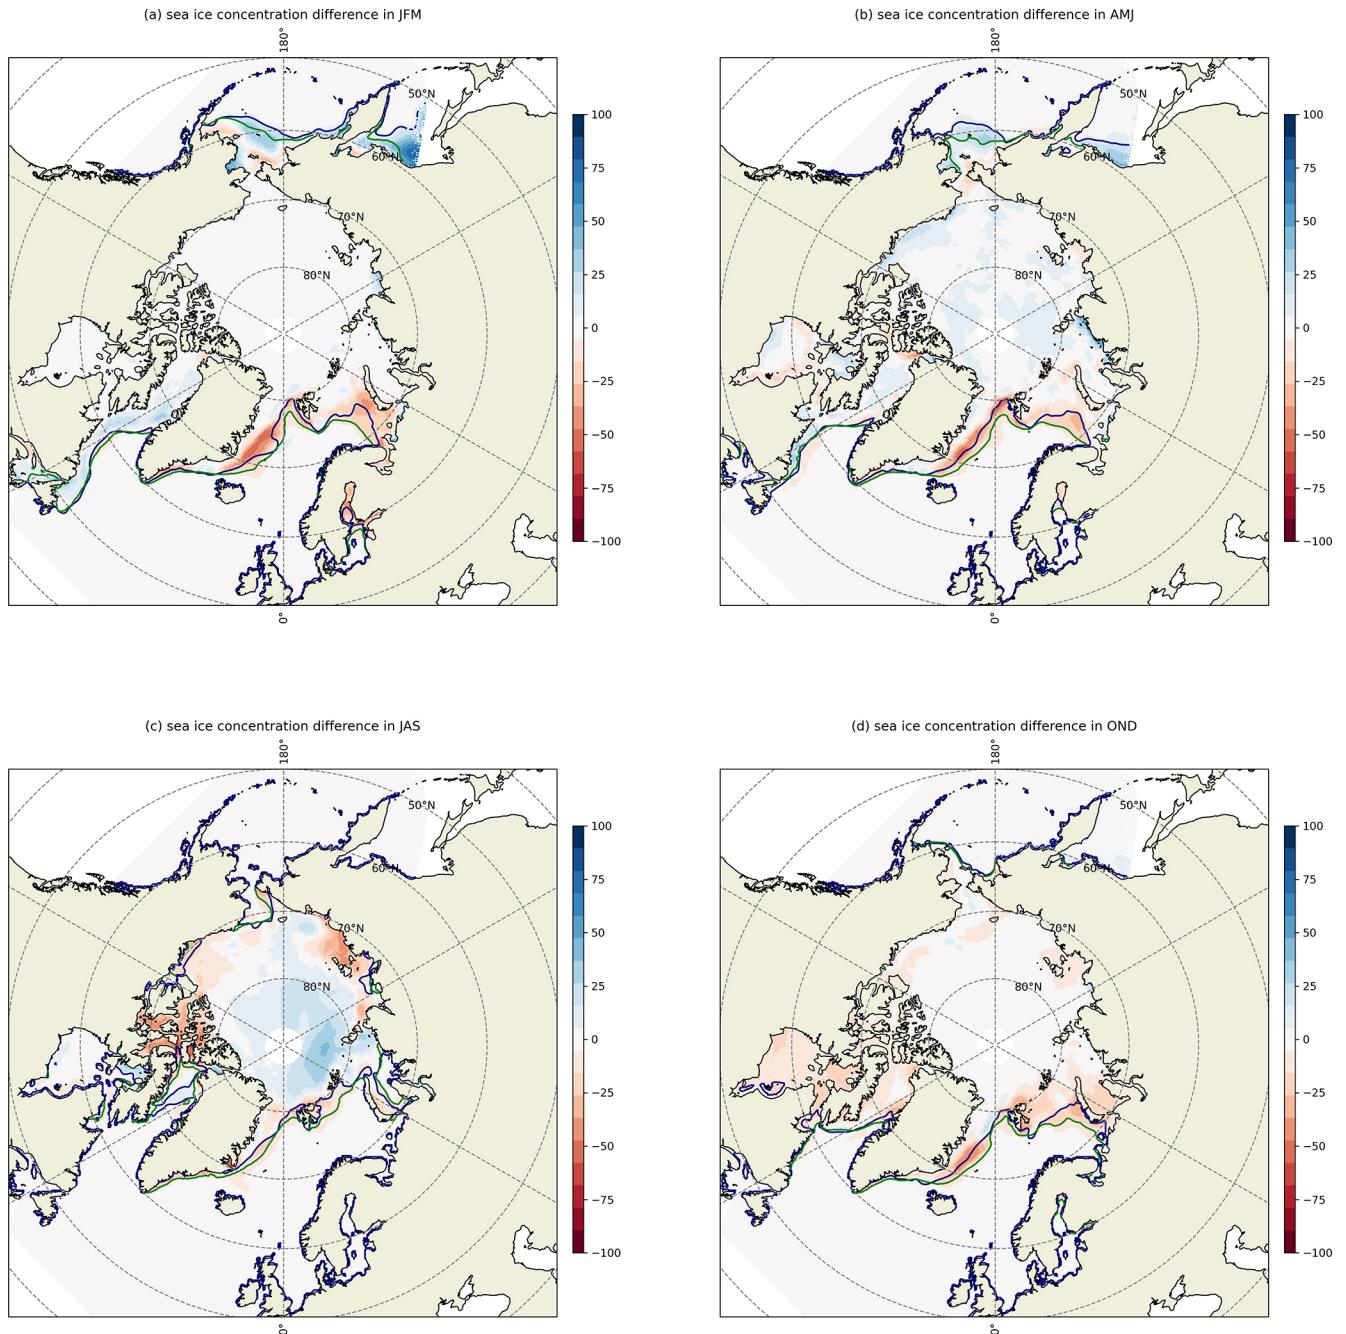 (a) sea ice concentration difference in JFM
180°
50°N
60°N
70°N
80°N
0°
100
75
50
25
0
−25
−50
−75
−100
(b) sea ice concentration difference in AMJ
180°
50°N
60°N
70°N
80°N
0°
100
75
50
25
0
−25
−50
−75
−100
(c) sea ice concentration difference in JAS
180°
50°N
60°N
70°N
80°N
0°
100
75
50
25
0
−25
−50
−75
−100
(d) sea ice concentration difference in OND
180°
50°N
60°N
70°N
80°N
0°
100
75
50
25
0
−25
−50
−75
−100